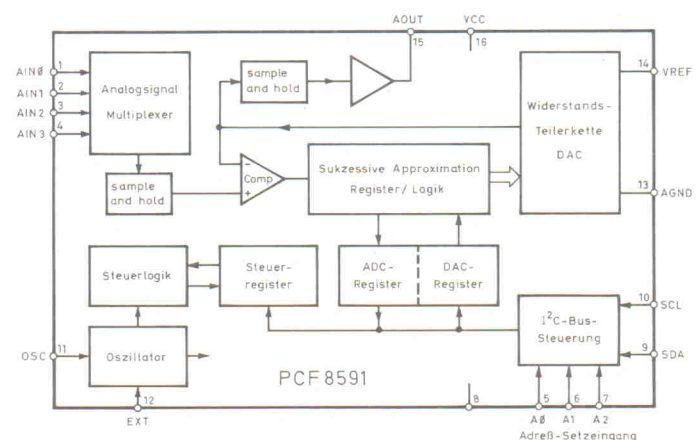 AOUT
VCC
15
16
AIN0 1
AIN1 2
AIN2 3
AIN3 4
Analogsignal
Multiplexer
sample
and hold
14 VREF
Widerstands-
Teilerkette
DAC
13 AGND
sample
and hold
-
Comp
+
Sukzessive Approximation
Register/Logik
Steuerlogik
Steuer-
register
ADC-
Register
DAC-
Register
I²C-Bus-
Steuerung
10 SCL
9 SDA
OSC 11
Oszillator
12
EXT.
PCF8591
8
5 6 7
A0 A1 A2
Adreß-Setzeingang